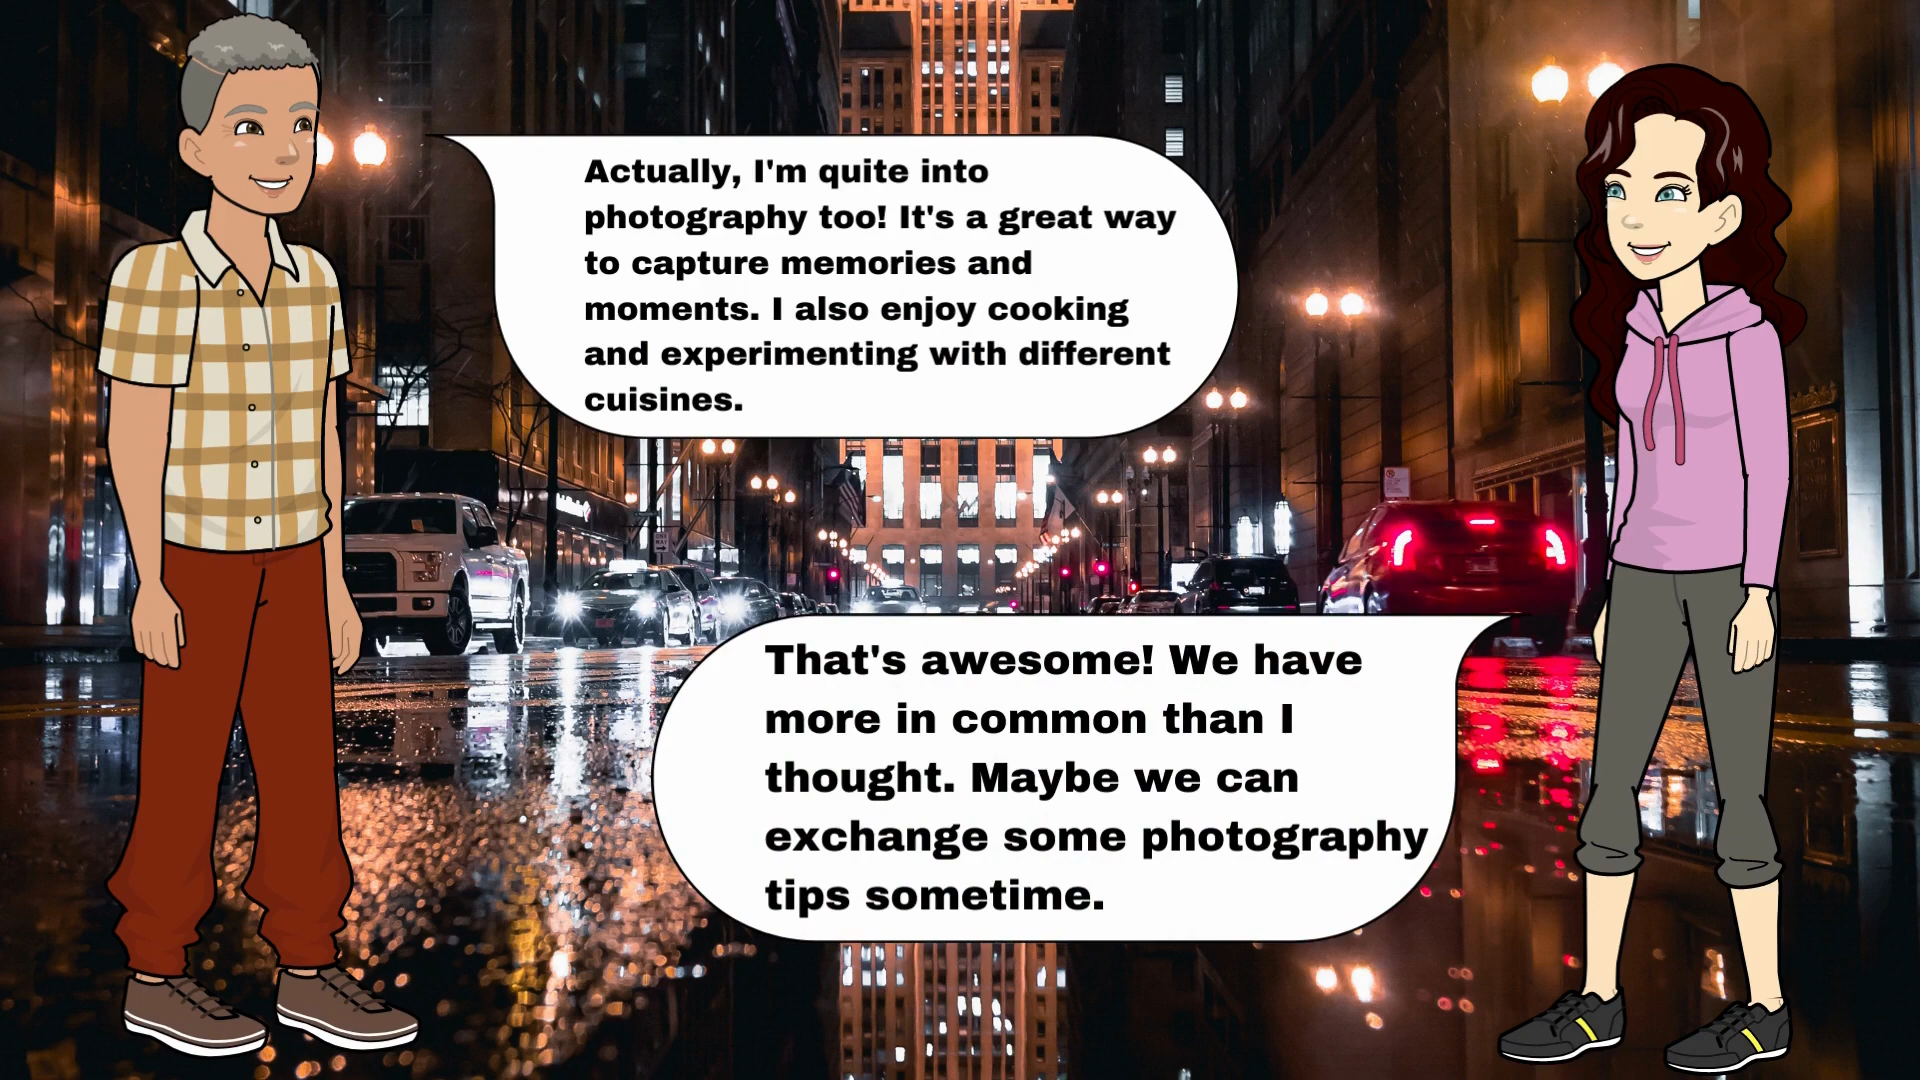 Actually, I'm quite into
photography too! It's a great way
to capture memories and
moments. I also enjoy cooking
and experimenting with different
cuisines.
ONE
WAY
That's awesome! We have
more in common than I
thought. Maybe we can
exchange some photography
tips sometime.